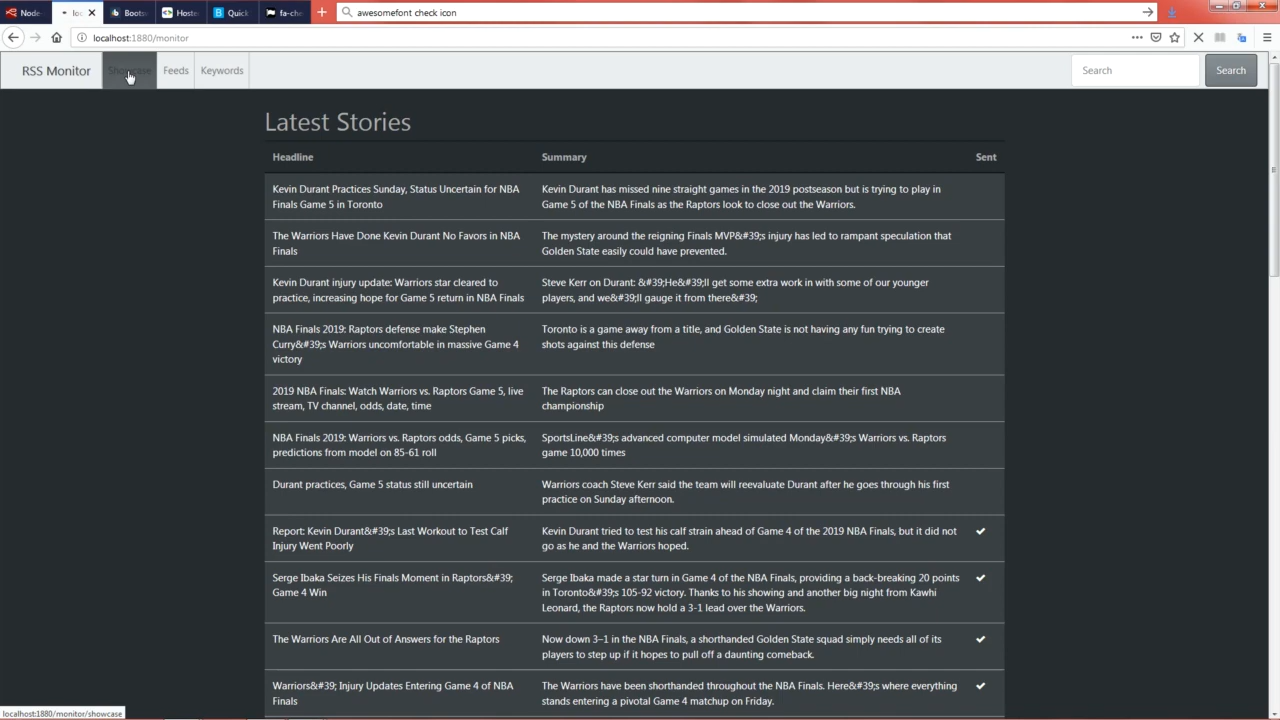 Node-
loc
Boots
Hoste
Quick
fa-che
awesomefont check icon
localhost:1880/monitor
RSS Monitor
Showcase
Feeds
Keywords
Search
Search
Latest Stories
Headline
Summary
Sent
Kevin Durant Practices Sunday, Status Uncertain for NBA
Finals Game 5 in Toronto
Kevin Durant has missed nine straight games in the 2019 postseason but is trying to play in
Game 5 of the NBA Finals as the Raptors look to close out the Warriors.
The Warriors Have Done Kevin Durant No Favors in NBA
Finals
The mystery around the reigning Finals MVP&#39;s injury has led to rampant speculation that
Golden State easily could have prevented.
Kevin Durant injury update: Warriors star cleared to
practice, increasing hope for Game 5 return in NBA Finals
Steve Kerr on Durant: &#39;He&#39;ll get some extra work in with some of our younger
players, and we&#39;ll gauge it from there&#39;
NBA Finals 2019: Raptors defense make Stephen
Curry&#39;s Warriors uncomfortable in massive Game 4
victory
Toronto is a game away from a title, and Golden State is not having any fun trying to create
shots against this defense
2019 NBA Finals: Watch Warriors vs. Raptors Game 5, live
stream, TV channel, odds, date, time
The Raptors can close out the Warriors on Monday night and claim their first NBA
championship
NBA Finals 2019: Warriors vs. Raptors odds, Game 5 picks,
predictions from model on 85-61 roll
SportsLine&#39;s advanced computer model simulated Monday&#39;s Warriors vs. Raptors
game 10,000 times
Durant practices, Game 5 status still uncertain
Warriors coach Steve Kerr said the team will reevaluate Durant after he goes through his first
practice on Sunday afternoon.
Report: Kevin Durant&#39;s Last Workout to Test Calf
Injury Went Poorly
Kevin Durant tried to test his calf strain ahead of Game 4 of the 2019 NBA Finals, but it did not
go as he and the Warriors hoped.
Serge Ibaka Seizes His Finals Moment in Raptors&#39;
Game 4 Win
Serge Ibaka made a star turn in Game 4 of the NBA Finals, providing a back-breaking 20 points
in Toronto&#39;s 105-92 victory. Thanks to his showing and another big night from Kawhi
Leonard, the Raptors now hold a 3-1 lead over the Warriors.
The Warriors Are All Out of Answers for the Raptors
Now down 3–1 in the NBA Finals, a shorthanded Golden State squad simply needs all of its
players to step up if it hopes to pull off a daunting comeback.
Warriors&#39; Injury Updates Entering Game 4 of NBA
Finals
The Warriors have been shorthanded throughout the NBA Finals. Here&#39;s where everything
stands entering a pivotal Game 4 matchup on Friday.
localhost:1880/monitor/showcase